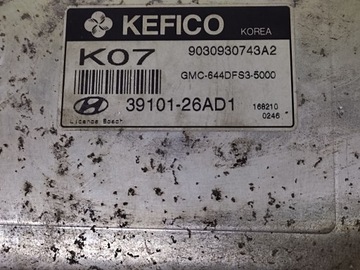 KEFICO KOREA
K07 9030930743A2
GMC-644DFS3-5000
39101-26AD1 168210
0246
Licence Bosch